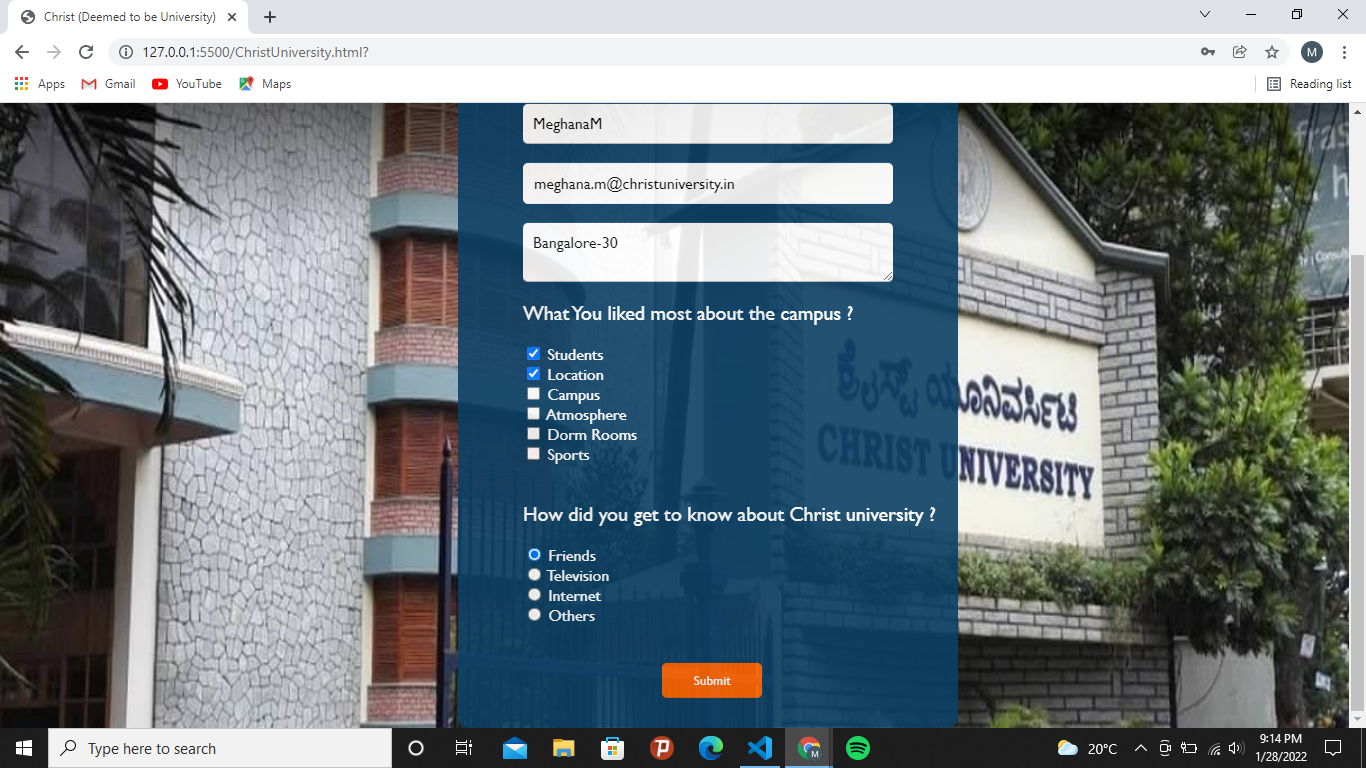 Christ (Deemed to be University)
127.0.0.1:5500/ChristUniversity.html?
M
Apps
Gmail
YouTube
Maps
Reading list
MeghanaM
meghana.m@christuniversity.in
Bangalore-30
What You liked most about the campus ?
Students
Location
Campus
Atmosphere
Dorm Rooms
Sports
How did you get to know about Christ university ?
Friends
Television
Internet
Others
Submit
ಕ್ರೈಸ್ಟ್ ಯೂನಿವರ್ಸಿಟಿ
CHRIST UNIVERSITY
Type here to search
M
20°C
9:14 PM
1/28/2022